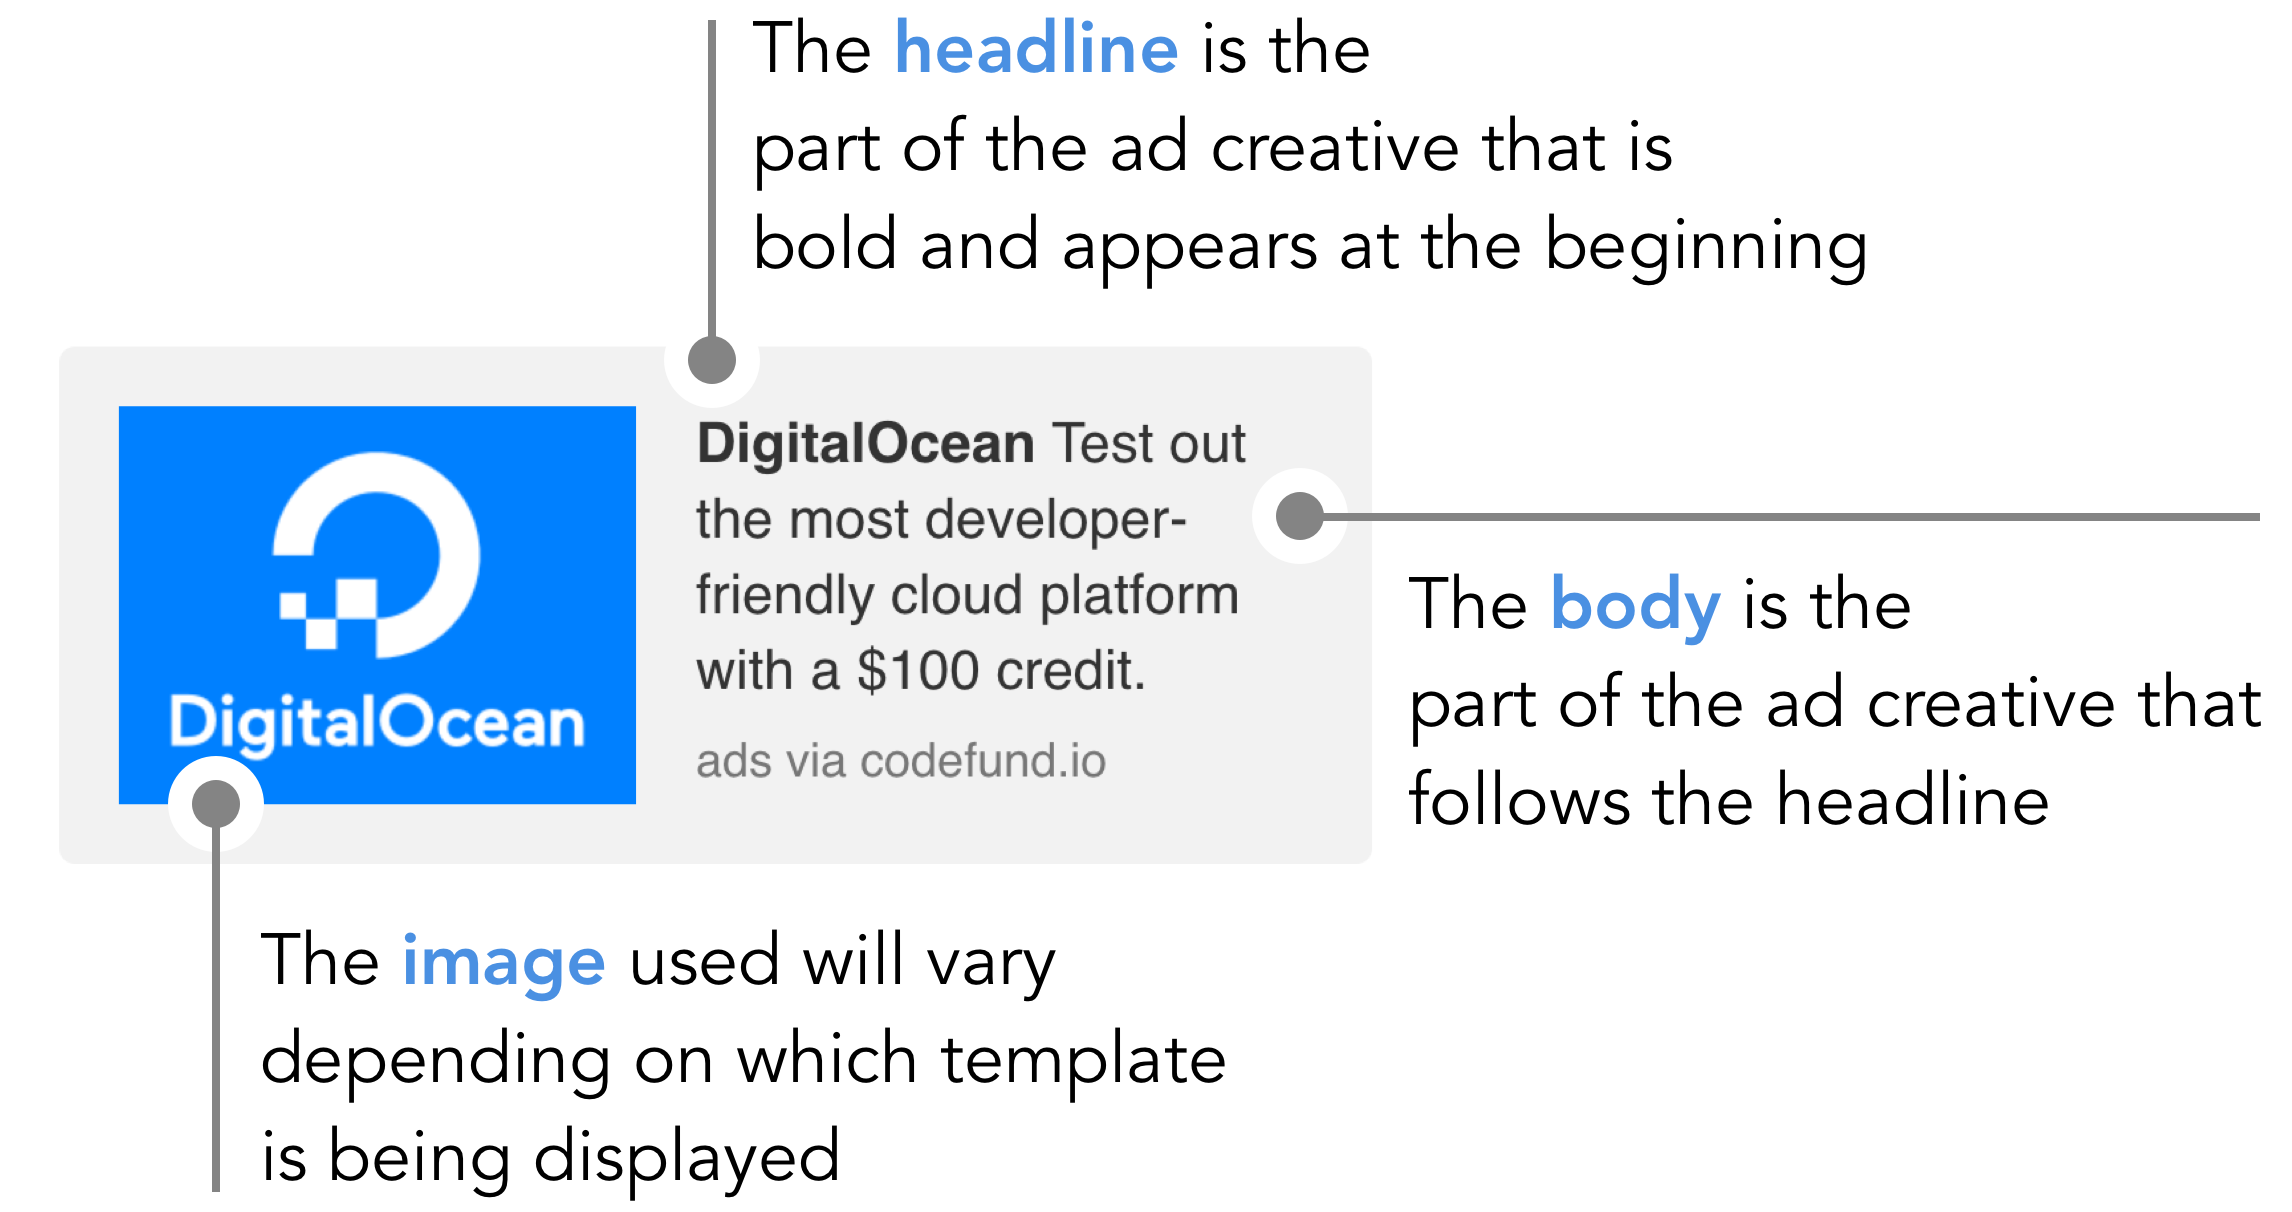 The headline is the
part of the ad creative that is
bold and appears at the beginning
DigitalOcean
DigitalOcean Test out
the most developer-
friendly cloud platform
with a $100 credit.
ads via codefund.io
The body is the
part of the ad creative that
follows the headline
The image used will vary
depending on which template
is being displayed